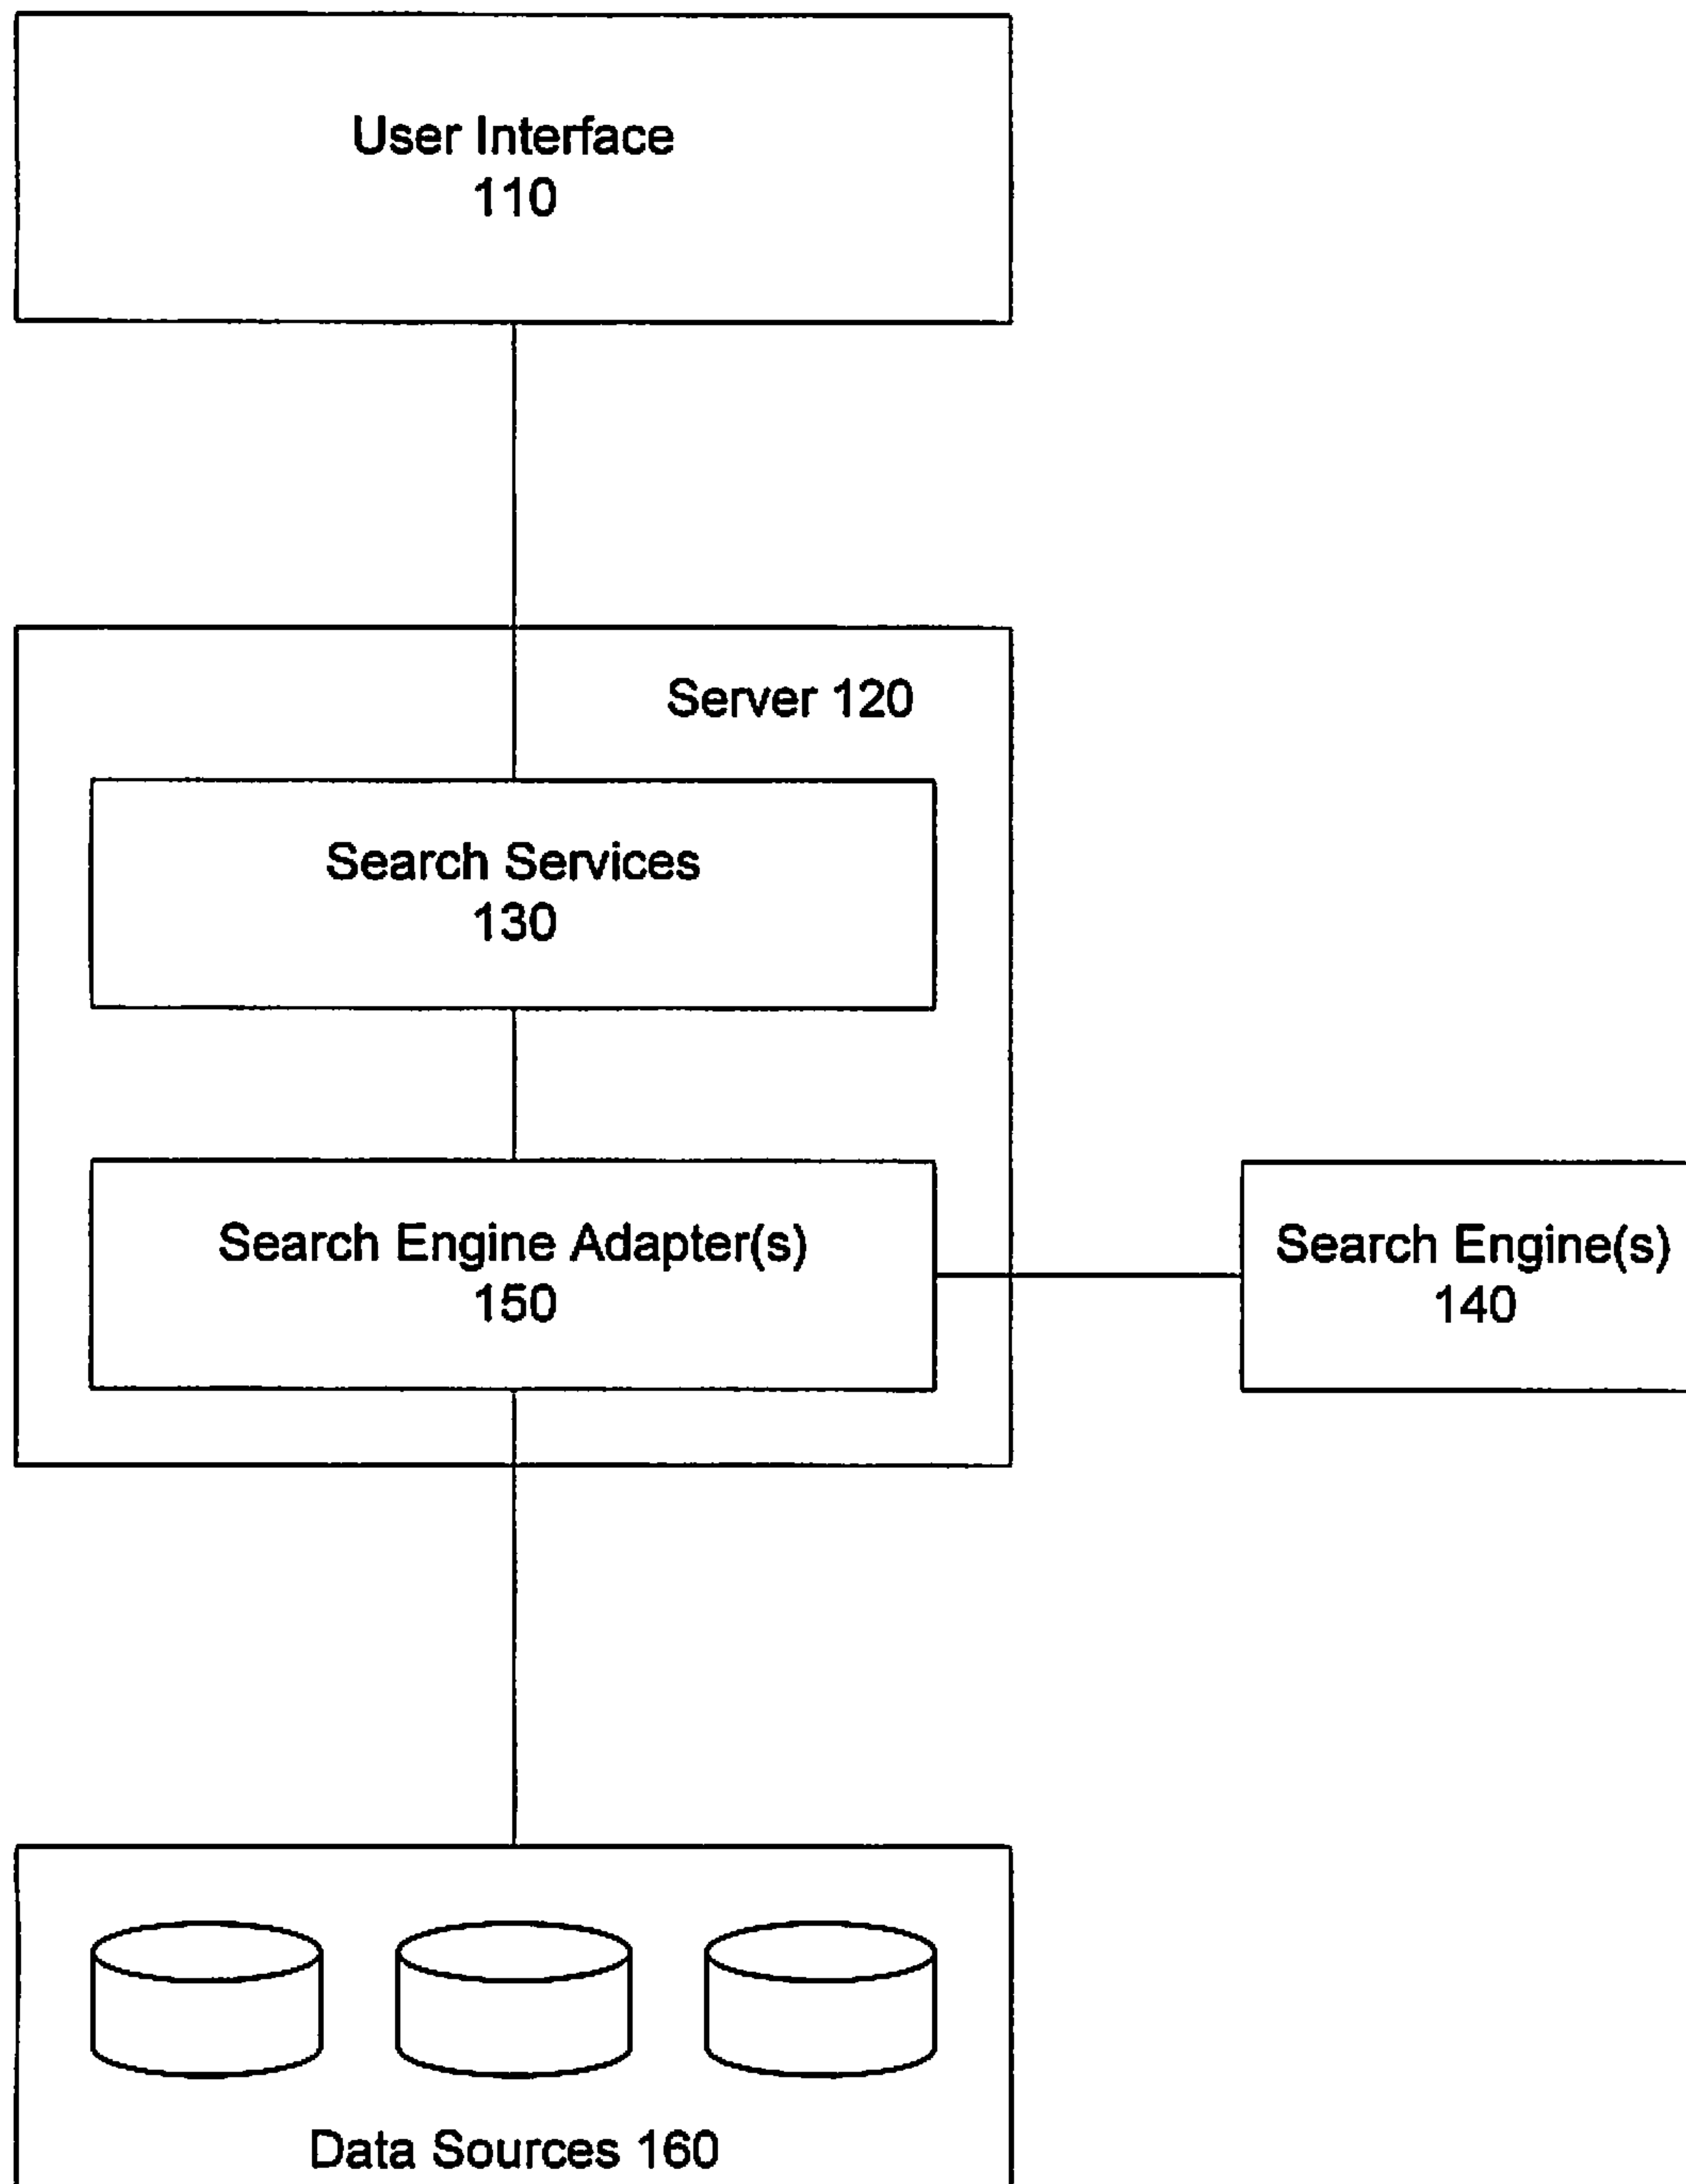 User Interface
110
Server 120
Search Services
130
Search Engine Adapter(s)
150
Search Engine(s)
140
Data Sources 160